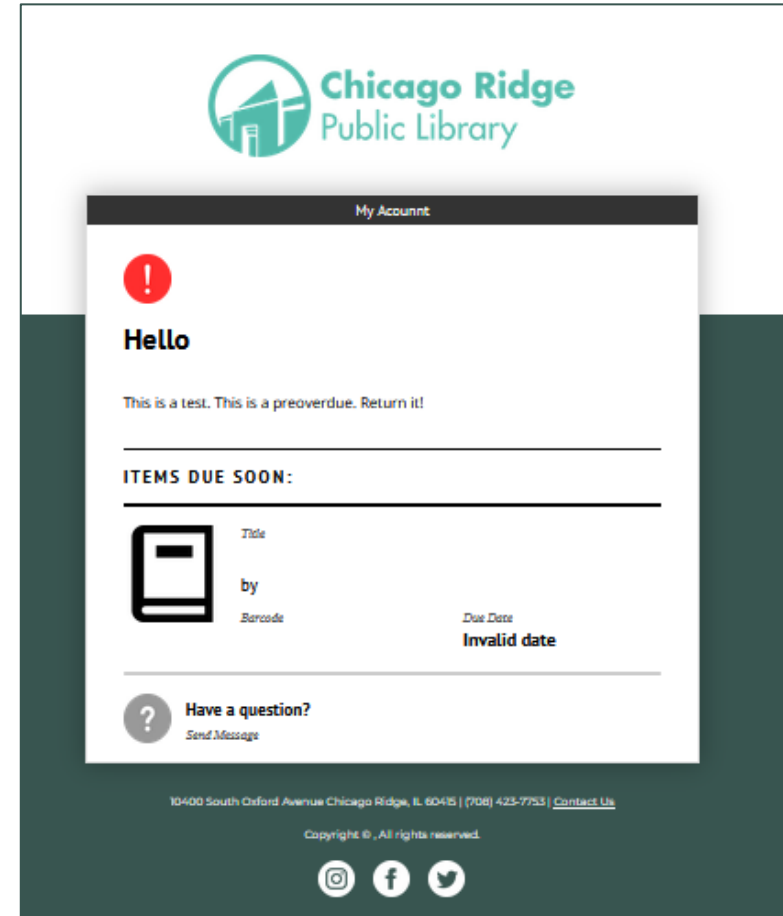 Chicago Ridge
Public Library
My Acounnt
!
Hello
This is a test. This is a preoverdue. Return it!
ITEMS DUE SOON:
Title
by
Barcode
Due Date
Invalid date
?
Have a question?
Send Message
10400 South Oxford Avenue Chicago Ridge, IL 60415 | (708) 423-7753 | Contact Us
Copyright © , All rights reserved.